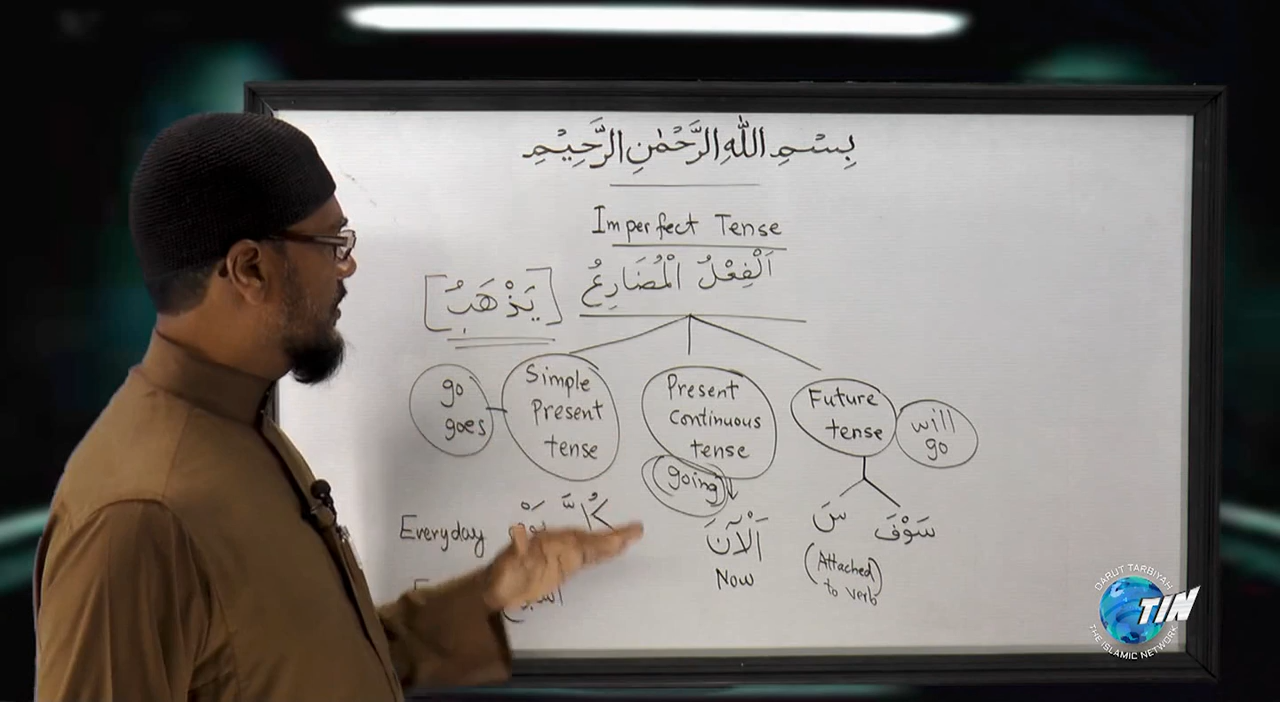 بِسْمِ اللّٰهِ الرَّحْمٰنِ الرَّحِيْمِ
Imperfect Tense
اَلْفِعْلُ الْمُضَارِعُ
[يَذْهَبُ]
go
goes
Simple
Present
tense
Present
Continuous
tense
going
Future
tense
will
go
Everyday
اَلْآنَ
Now
سَ
(Attached
to verb)
سَوْفَ
DARUT TARBIYAH
TIN
THE ISLAMIC NETWORK